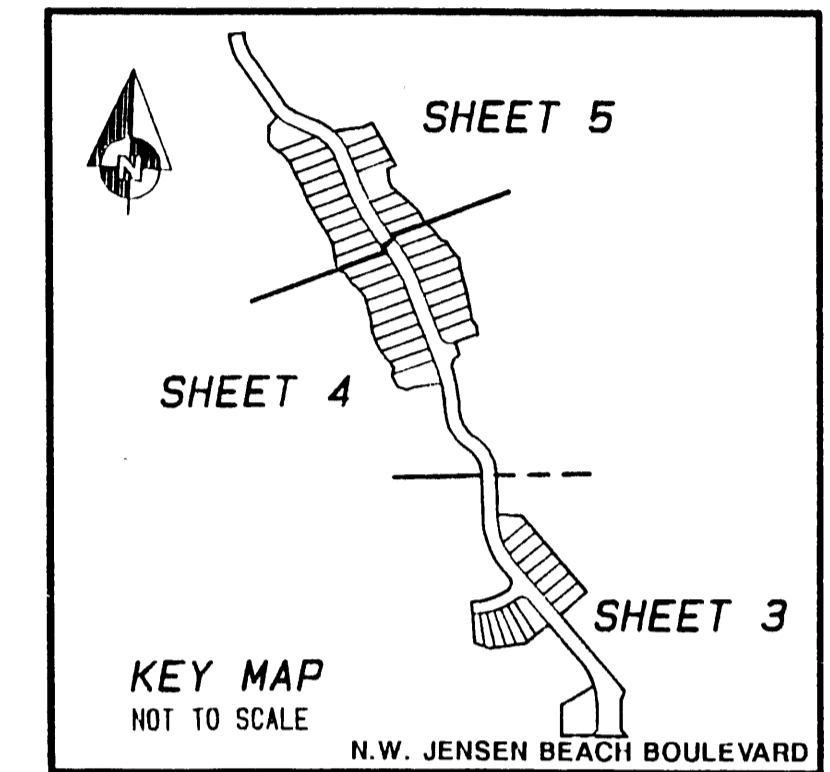 SHEET 5
N
SHEET 4
SHEET 3
KEY MAP
NOT TO SCALE
N.W. JENSEN BEACH BOULEVARD